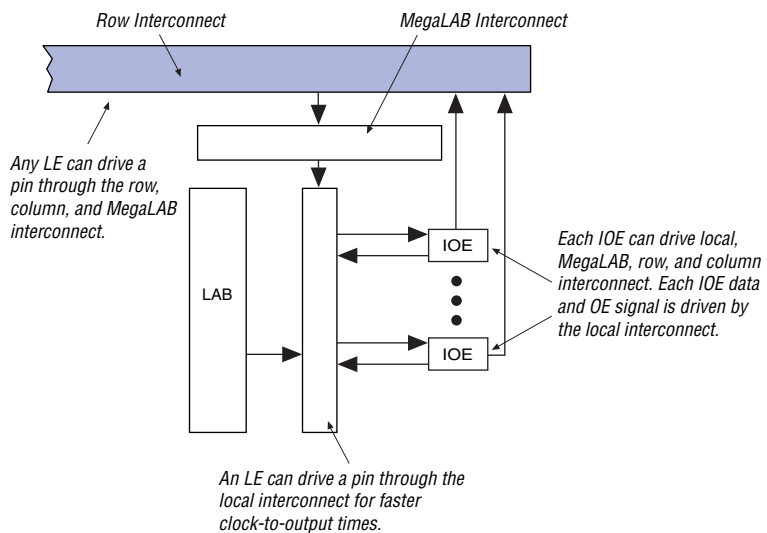 Row Interconnect
MegaLAB Interconnect
Any LE can drive a
pin through the row,
column, and MegaLAB
interconnect.
LAB
IOE
IOE
Each IOE can drive local,
MegaLAB, row, and column
interconnect. Each IOE data
and OE signal is driven by
the local interconnect.
An LE can drive a pin through the
local interconnect for faster
clock-to-output times.